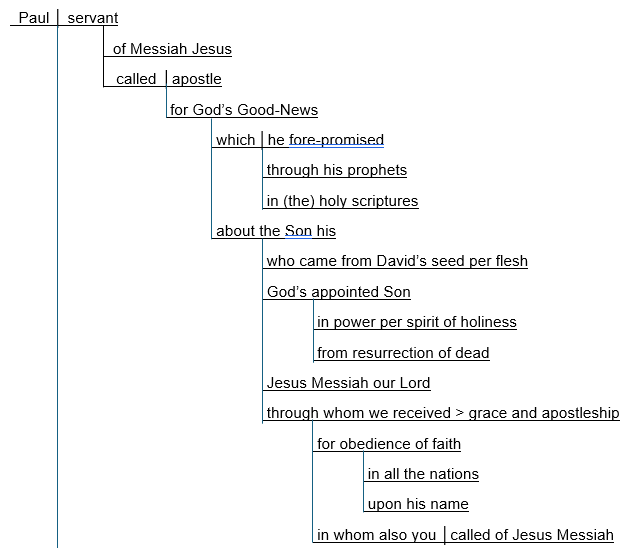 Paul servant
of Messiah Jesus
called apostle
for God's Good-News
which he fore-promised
through his prophets
in (the) holy scriptures
about the Son his
who came from David's seed per flesh
God's appointed Son
in power per spirit of holiness
from resurrection of dead
Jesus Messiah our Lord
through whom we received > grace and apostleship
for obedience of faith
in all the nations
upon his name
in whom also you called of Jesus Messiah